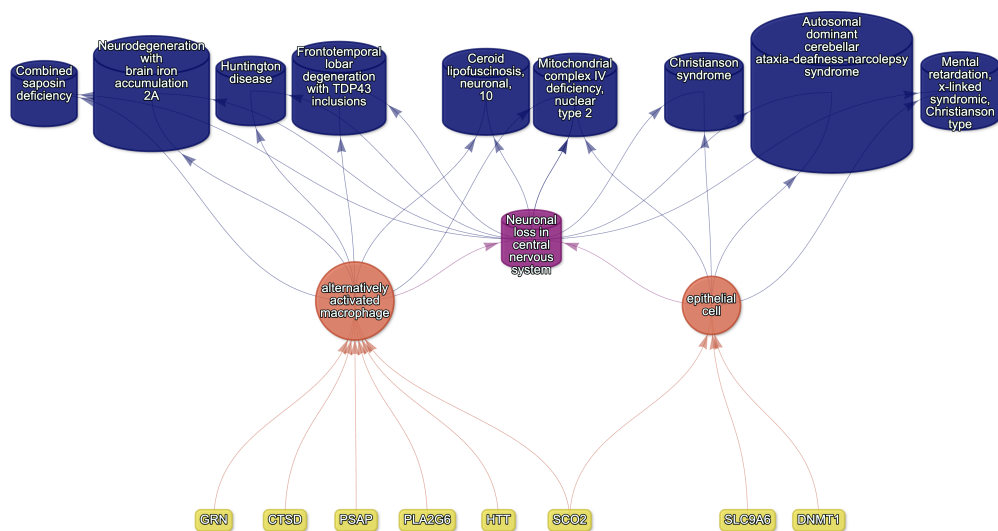 Combined
saposin
deficiency
Neurodegeneration
with
brain iron
accumulation
2A
Huntington
disease
Frontotemporal
lobar
degeneration
with TDP43
inclusions
Ceroid
lipofuscinosis,
neuronal,
10
Mitochondrial
complex IV
deficiency,
nuclear
type 2
Christianson
syndrome
Autosomal
dominant
cerebellar
ataxia-deafness-narcolepsy
syndrome
Mental
retardation,
x-linked
syndromic,
Christianson
type
Neuronal
loss in
central
nervous
system
alternatively
activated
macrophage
epithelial
cell
GRN
CTSD
PSAP
PLA2G6
HTT
SCO2
SLC9A6
DNMT1